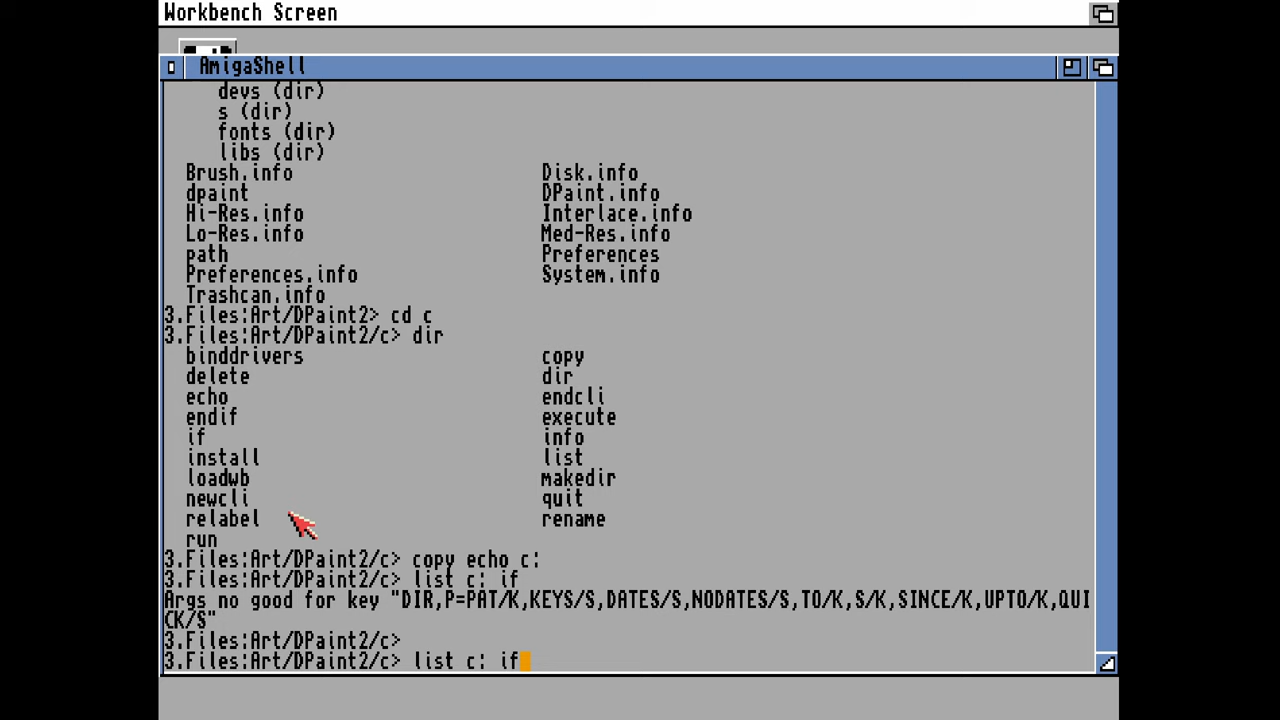 Workbench Screen
AmigaShell
devs (dir)
s (dir)
fonts (dir)
libs (dir)
Brush.info Disk.info
dpaint DPaint.info
Hi-Res.info Interlace.info
Lo-Res.info Med-Res.info
path Preferences
Preferences.info System.info
Trashcan.info
3.Files:Art/DPaint2> cd c
3.Files:Art/DPaint2/c> dir
binddrivers copy
delete dir
echo endcli
endif execute
if info
install list
loadwb makedir
newcli quit
relabel rename
run
3.Files:Art/DPaint2/c> copy echo c:
3.Files:Art/DPaint2/c> list c: if
Args no good for key "DIR,P=PAT/K,KEYS/S,DATES/S,NODATES/S,TO/K,S/K,SINCE/K,UPTO/K,QUI
CK/S"
3.Files:Art/DPaint2/c>
3.Files:Art/DPaint2/c> list c: if